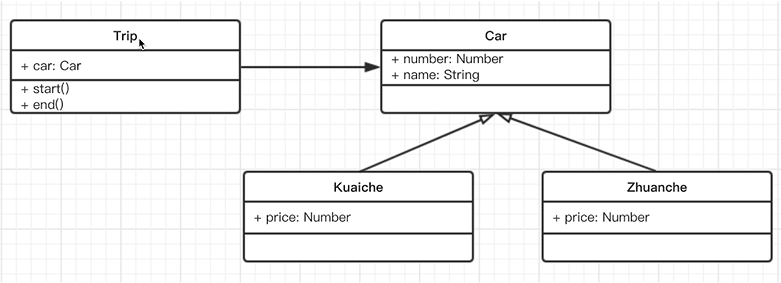 Trip
+ car: Car
+ start()
+ end()
Car
+ number: Number
+ name: String
Kuaiche
+ price: Number
Zhuanche
+ price: Number